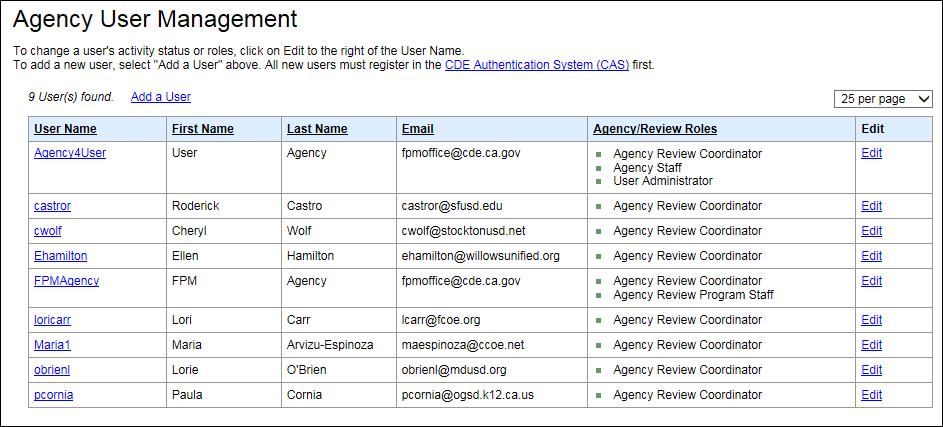 Agency User Management
To change a user's activity status or roles, click on Edit to the right of the User Name.
To add a new user, select "Add a User" above. All new users must register in the CDE Authentication System (CAS) first.
9 User(s) found. Add a User 25 per page
User Name First Name Last Name Email Agency/Review Roles Edit
Agency4User User Agency fpmoffice@cde.ca.gov Agency Review Coordinator Edit
Agency Staff
User Administrator
castror Roderick Castro castror@sfusd.edu Agency Review Coordinator Edit
cwolf Cheryl Wolf cwolf@stocktonusd.net Agency Review Coordinator Edit
Ehamilton Ellen Hamilton ehamilton@willowsunified.org Agency Review Coordinator Edit
FPMAgency FPM Agency fpmoffice@cde.ca.gov Agency Review Coordinator Edit
Agency Review Program Staff
loricarr Lori Carr lcarr@fcoe.org Agency Review Coordinator Edit
Maria1 Maria Arvizu-Espinoza maespinoza@ccoe.net Agency Review Coordinator Edit
obrienl Lorie O'Brien obrienl@mdusd.org Agency Review Coordinator Edit
pcornia Paula Cornia pcornia@ogsd.k12.ca.us Agency Review Coordinator Edit